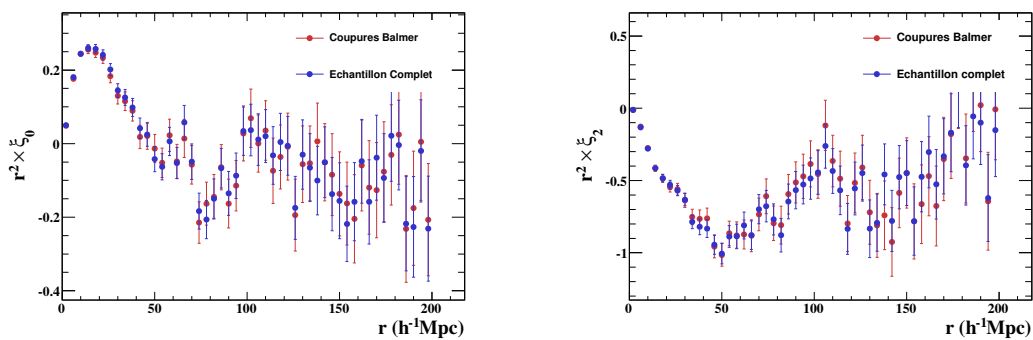 r² × ξ₀
0.2
0
-0.2
-0.4
Coupures Balmer
Echantillon Complet
0 50 100 150 200
r (h⁻¹Mpc)
r² × ξ₂
0.5
0
-0.5
-1
Coupures Balmer
Echantillon complet
0 50 100 150 200
r (h⁻¹Mpc)